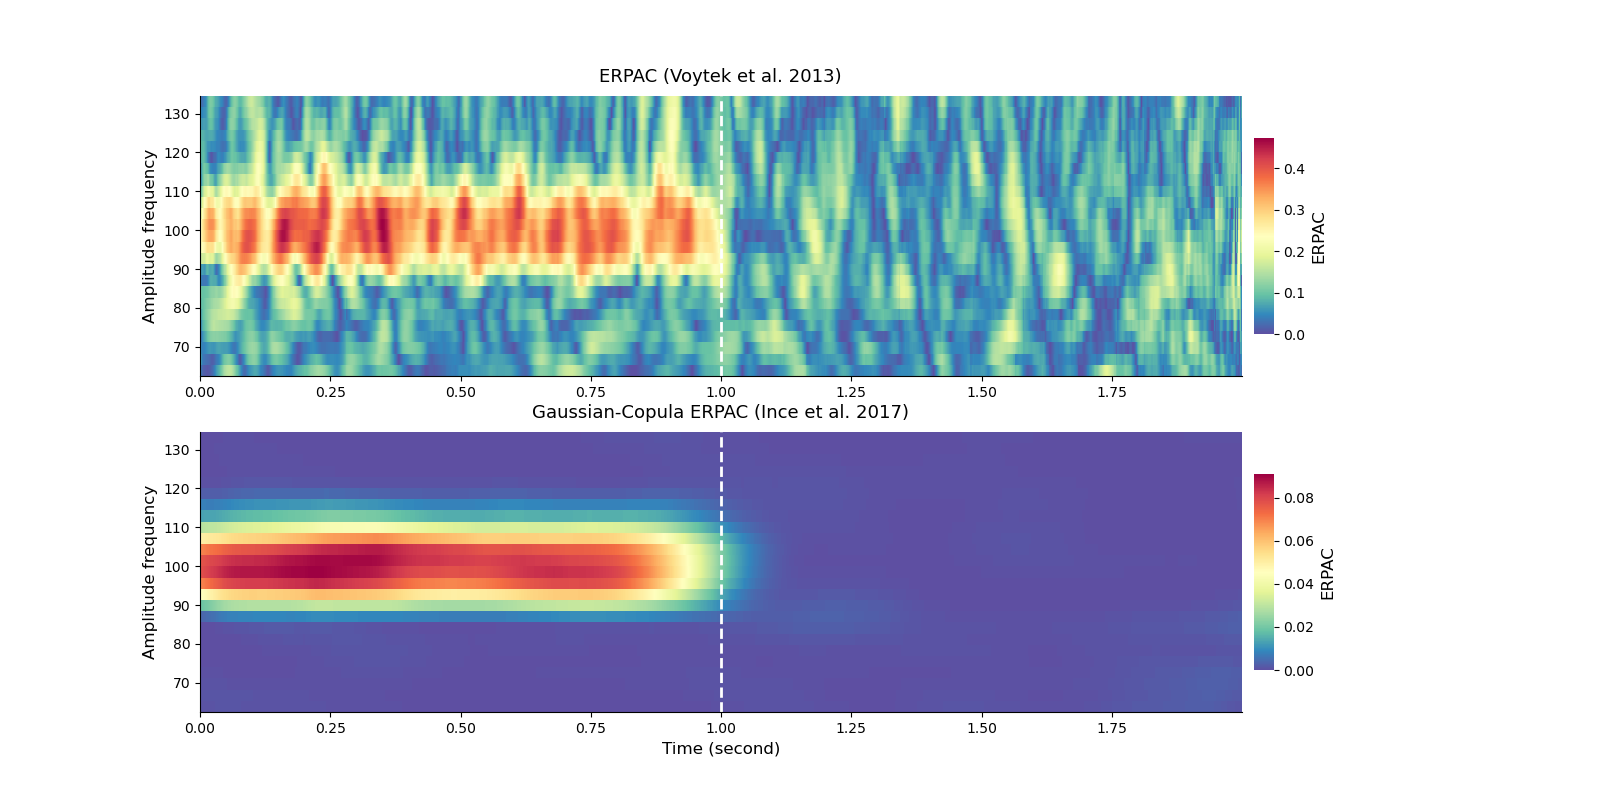 ERPAC (Voytek et al. 2013)
Amplitude frequency
130
120
110
100
90
80
70
0.00 0.25 0.50 0.75 1.00 1.25 1.50 1.75
0.4
0.3
0.2
0.1
0.0
ERPAC
Gaussian-Copula ERPAC (Ince et al. 2017)
Amplitude frequency
130
120
110
100
90
80
70
0.00 0.25 0.50 0.75 1.00 1.25 1.50 1.75
Time (second)
0.08
0.06
0.04
0.02
0.00
ERPAC